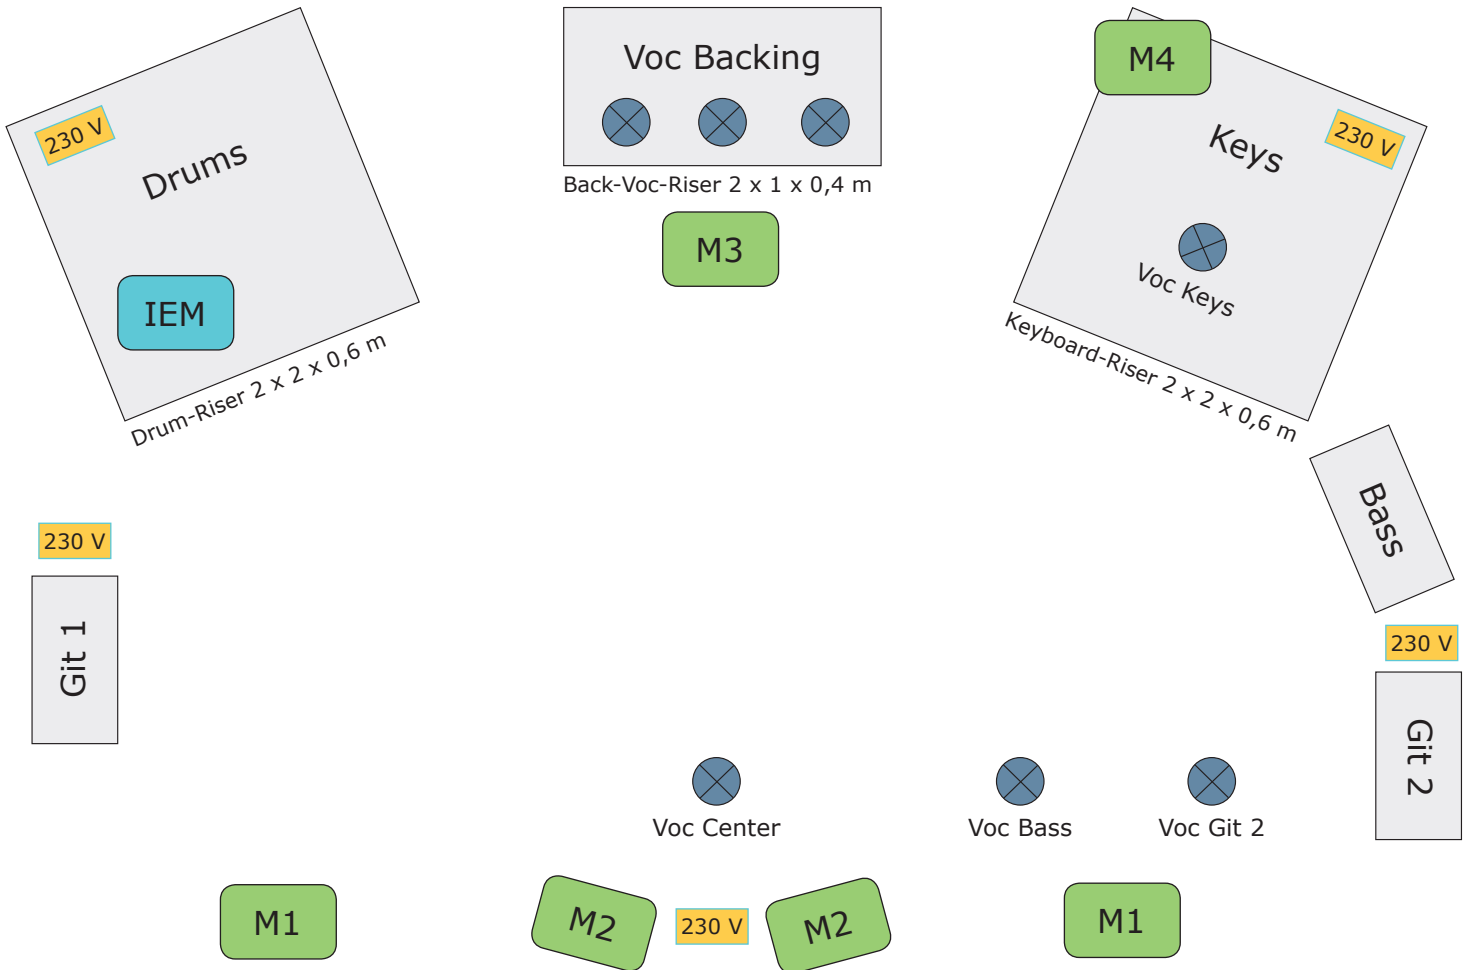 Voc Backing
M4
230 V
Drums
Keys
230 V
Back-Voc-Riser 2 x 1 x 0,4 m
M3
Voc Keys
IEM
Drum-Riser 2 x 2 x 0,6 m
Keyboard-Riser 2 x 2 x 0,6 m
230 V
Bass
Git 1
230 V
Git 2
Voc Center
Voc Bass
Voc Git 2
M1
M2
230 V
M2
M1